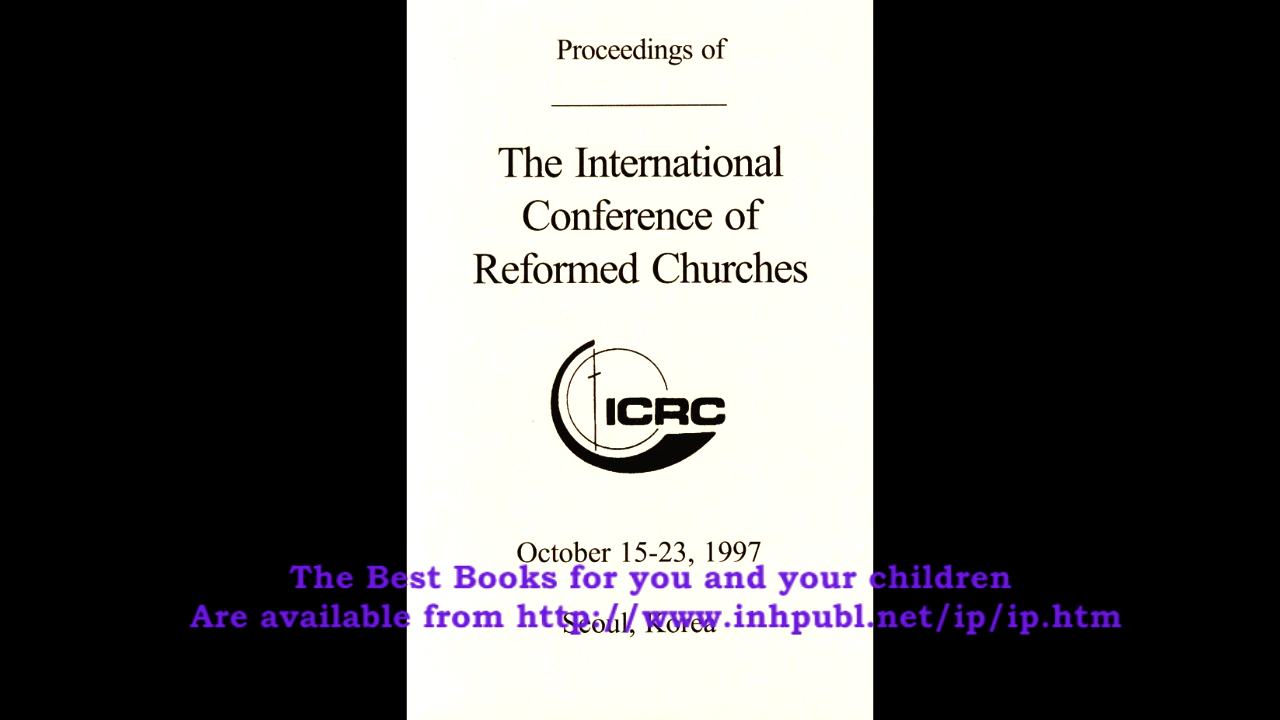 Proceedings of
The International
Conference of
Reformed Churches
ICRC
October 15-23, 1997
The Best Books for you and your children
Are available from http://www.inhpubl.net/ip/ip.htm
Seoul, Korea